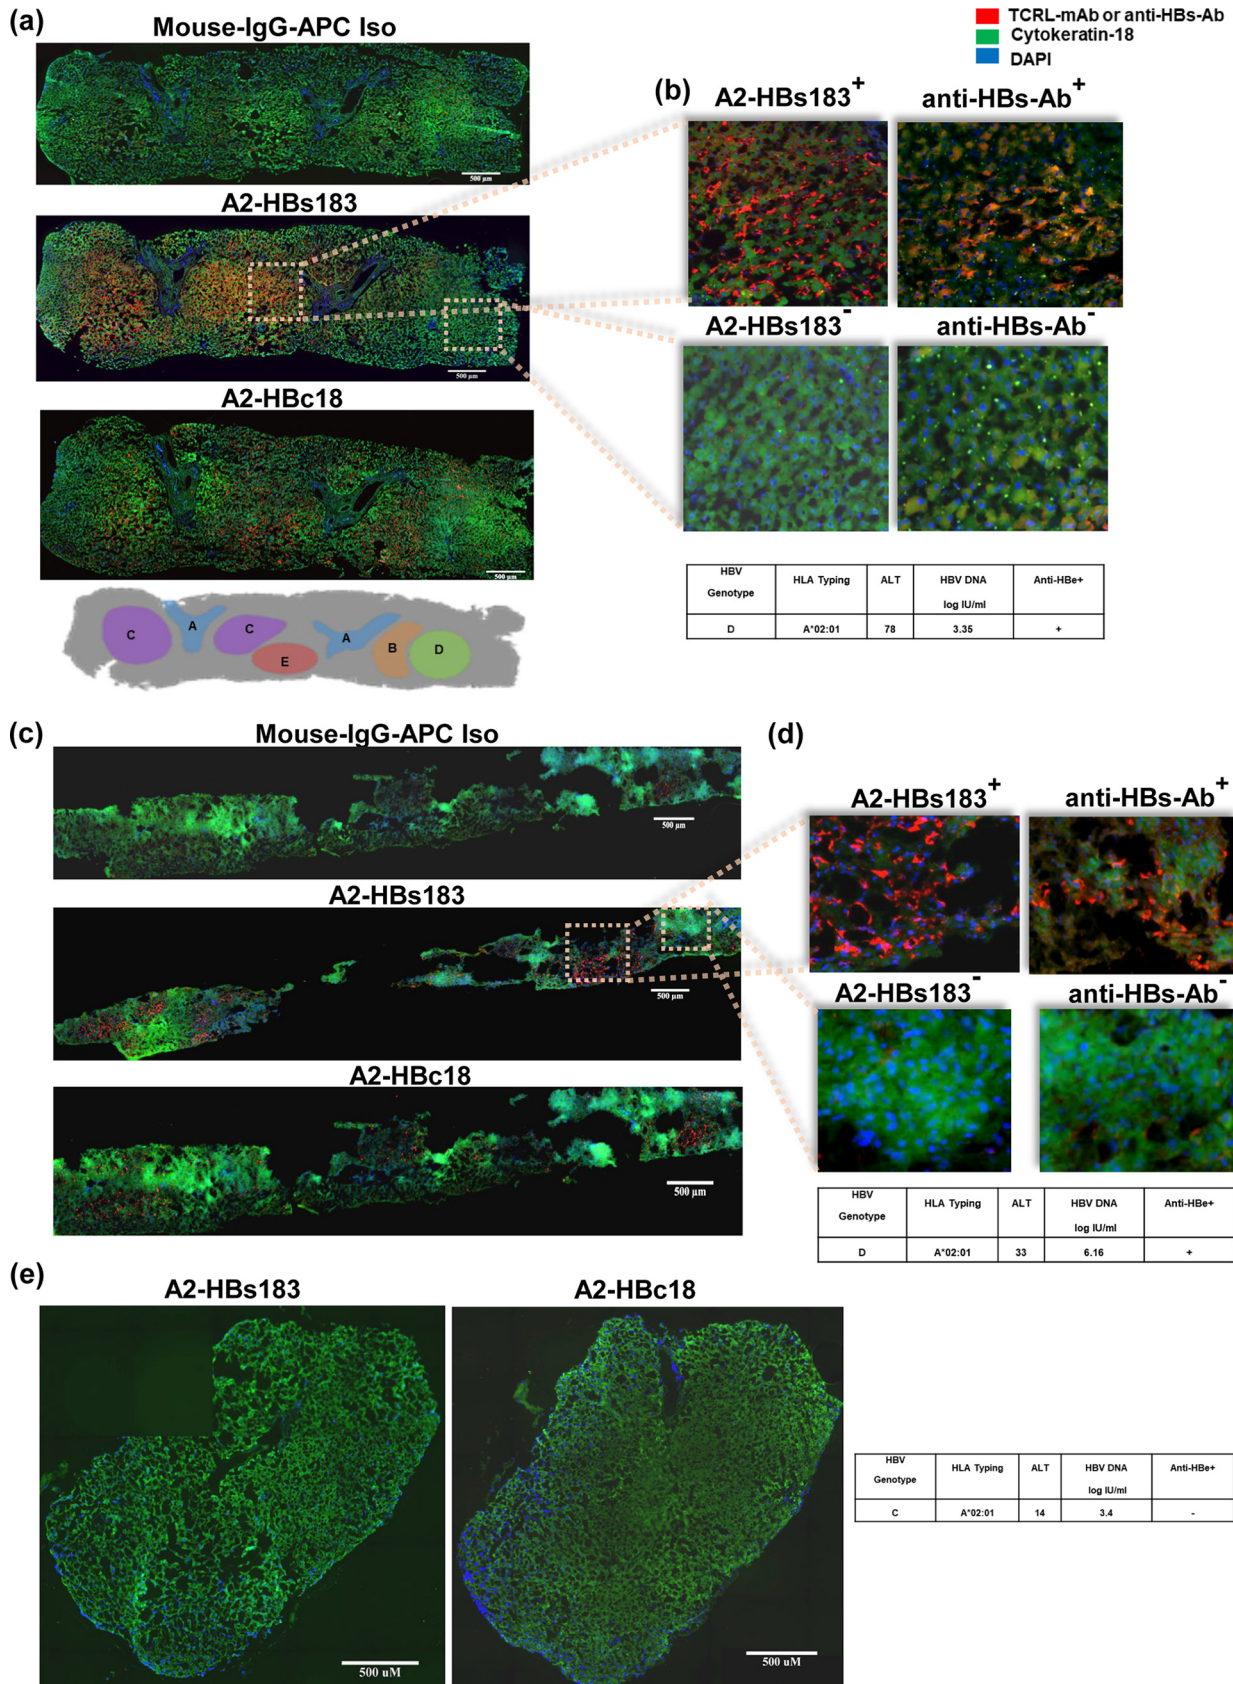 (a)
Mouse-IgG-APC Iso
500 µm
A2-HBs183
500 µm
A2-HBc18
500 µm
C
A
C
E
A
B
D
TCRL-mAb or anti-HBs-Ab
Cytokeratin-18
DAPI
(b)
A2-HBs183+
anti-HBs-Ab+
A2-HBs183-
anti-HBs-Ab-
HBV Genotype HLA Typing ALT HBV DNA log IU/ml Anti-HBe+
D A*02:01 78 3.35 +
(c)
Mouse-IgG-APC Iso
500 µm
A2-HBs183
500 µm
A2-HBc18
500 µm
(d)
A2-HBs183+
anti-HBs-Ab+
A2-HBs183-
anti-HBs-Ab-
HBV Genotype HLA Typing ALT HBV DNA log IU/ml Anti-HBe+
D A*02:01 33 6.16 +
(e)
A2-HBs183
500 uM
A2-HBc18
500 uM
HBV Genotype HLA Typing ALT HBV DNA log IU/ml Anti-HBe+
C A*02:01 14 3.4 -